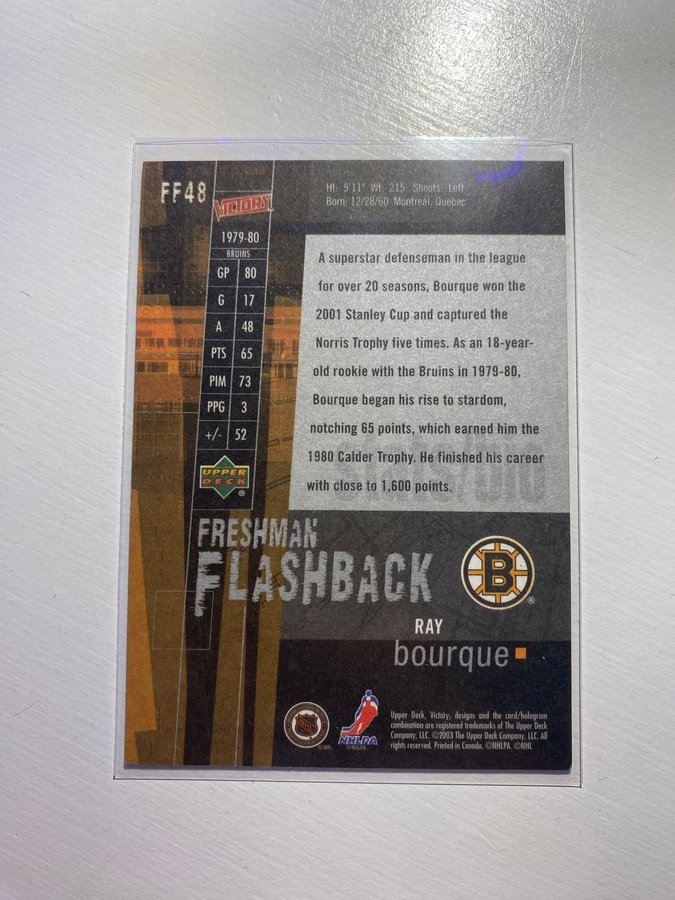 FF48
VICTORY
Ht: 5'11" Wt. 215 Shoots: Left
Born: 12/28/60 Montreal, Quebec
1979-80
BRUINS
GP 80
G 17
A 48
PTS 65
PIM 73
PPG 3
+/- 52
UPPER
DECK
®
A superstar defenseman in the league
for over 20 seasons, Bourque won the
2001 Stanley Cup and captured the
Norris Trophy five times. As an 18-year-
old rookie with the Bruins in 1979-80,
Bourque began his rise to stardom,
notching 65 points, which earned him the
1980 Calder Trophy. He finished his career
with close to 1,600 points.
stats/bio
FRESHMAN
FLASHBACK
B
®
RAY
bourque
NHL
© NHL
NHLPA
©NHLPA
Upper Deck, Victory, designs and the card/hologram
combination are registered trademarks of The Upper Deck
Company, LLC. ©2003 The Upper Deck Company, LLC. All
rights reserved. Printed in Canada. ©NHLPA. ©NHL